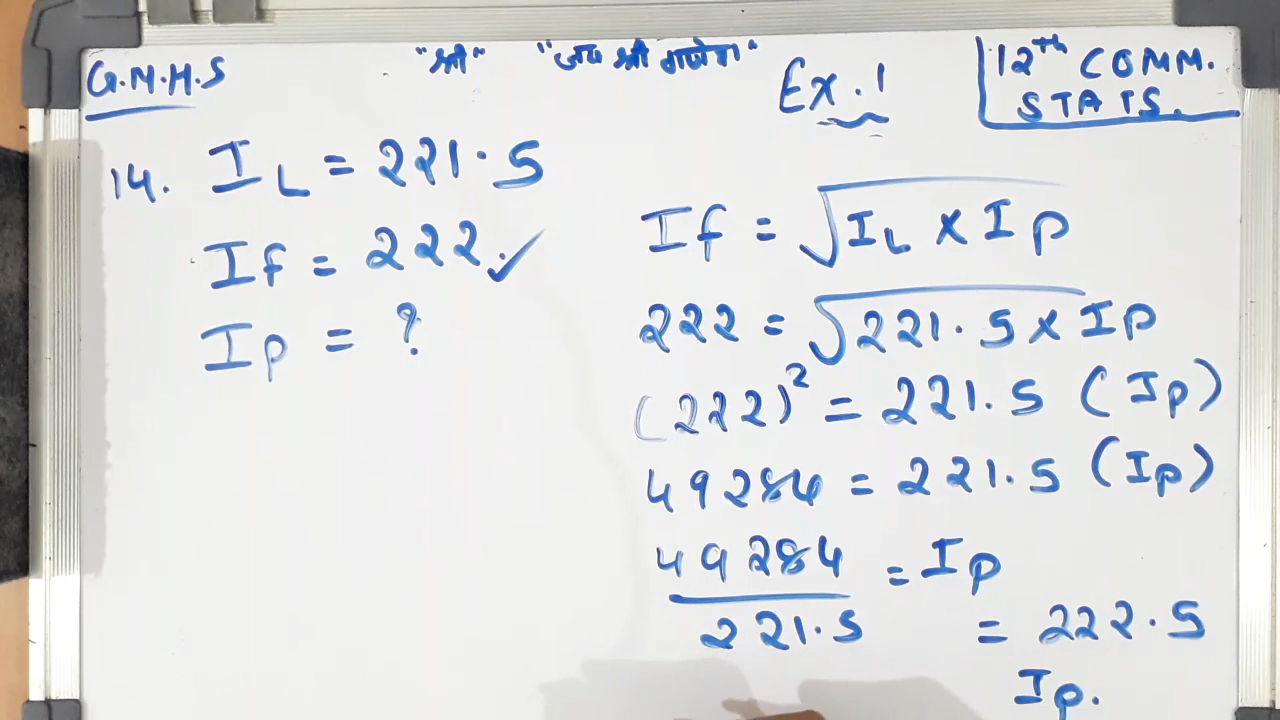 G.M.H.S
"श्री" "जय श्री गणेश"
Ex.1
12th COMM.
STATS.
14. IL = 221.5
If = 222.✓
Ip = ?
If = √IL x Ip
222 = √221.5 x Ip
(222)² = 221.5 (Ip)
49284 = 221.5 (Ip)
49284 = Ip
221.5 = 222.5
Ip.